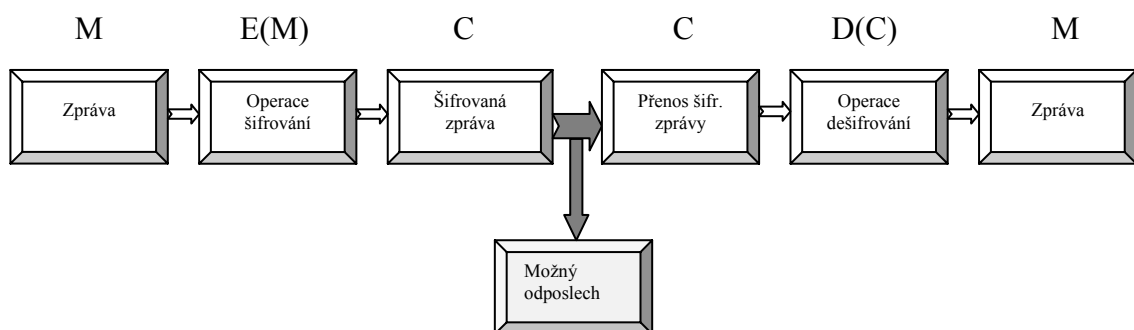 M E(M) C C D(C) M
Zpráva
Operace
šifrování
Šifrovaná
zpráva
Přenos šifr.
zprávy
Operace
dešifrování
Zpráva
Možný
odposlech